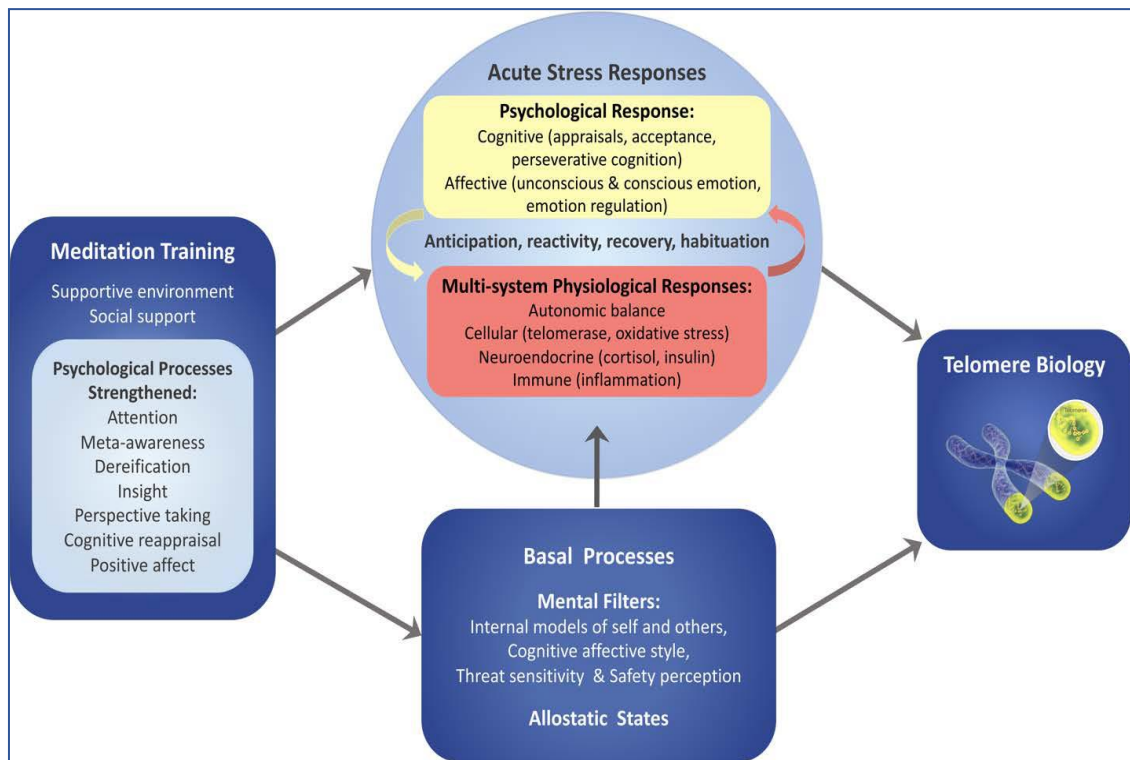 Acute Stress Responses
Psychological Response:
Cognitive (appraisals, acceptance,
perseverative cognition)
Affective (unconscious & conscious emotion,
emotion regulation)
Anticipation, reactivity, recovery, habituation
Multi-system Physiological Responses:
Autonomic balance
Cellular (telomerase, oxidative stress)
Neuroendocrine (cortisol, insulin)
Immune (inflammation)
Meditation Training
Supportive environment
Social support
Psychological Processes
Strengthened:
Attention
Meta-awareness
Dereification
Insight
Perspective taking
Cognitive reappraisal
Positive affect
Basal Processes
Mental Filters:
Internal models of self and others,
Cognitive affective style,
Threat sensitivity & Safety perception
Allostatic States
Telomere Biology